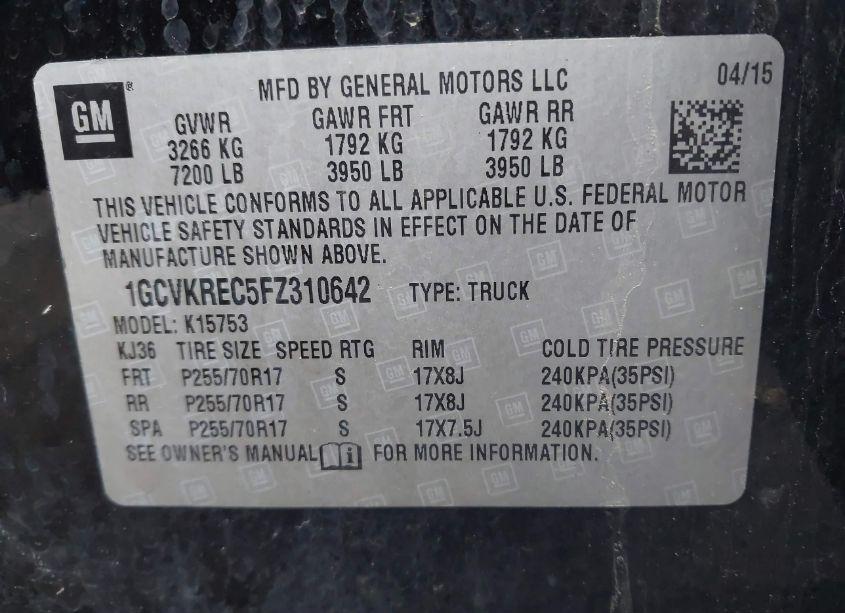 GM
MFD BY GENERAL MOTORS LLC 04/15
GVWR GAWR FRT GAWR RR
3266 KG 1792 KG 1792 KG
7200 LB 3950 LB 3950 LB
THIS VEHICLE CONFORMS TO ALL APPLICABLE U.S. FEDERAL MOTOR
VEHICLE SAFETY STANDARDS IN EFFECT ON THE DATE OF
MANUFACTURE SHOWN ABOVE.
1GCVKREC5FZ310642 TYPE: TRUCK
MODEL: K15753
KJ36 TIRE SIZE SPEED RTG RIM COLD TIRE PRESSURE
FRT P255/70R17 S 17X8J 240KPA(35PSI)
RR P255/70R17 S 17X8J 240KPA(35PSI)
SPA P255/70R17 S 17X7.5J 240KPA(35PSI)
SEE OWNER'S MANUAL FOR MORE INFORMATION.